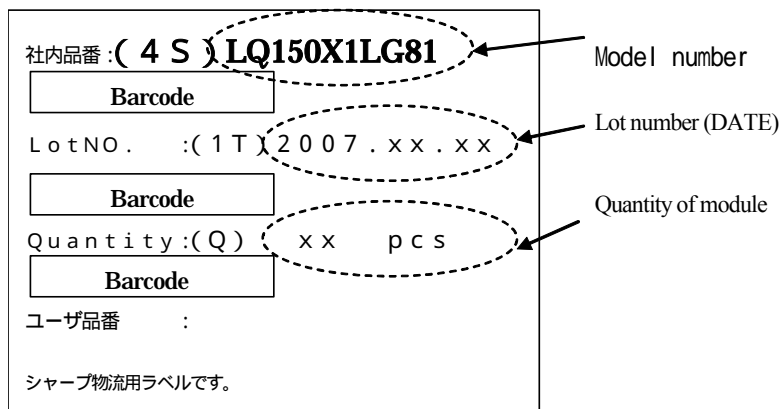 社内品番:(4S)LQ150X1LG81
Model number
Barcode
Lot number (DATE)
LotNO. :(1T)2007.xx.xx
Barcode
Quantity of module
Quantity:(Q) xx pcs
Barcode
ユーザ品番 :
シャープ物流用ラベルです。